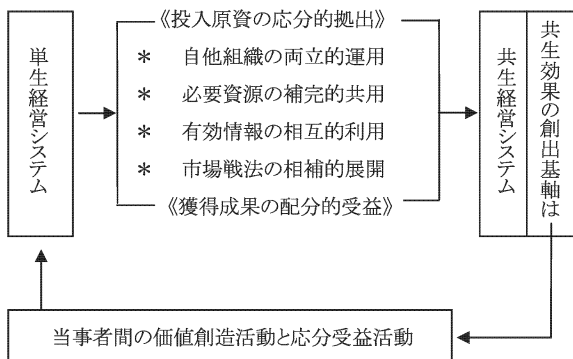 単生経営システム
《投入原資の応分的拠出》
＊ 自他組織の両立的運用
＊ 必要資源の補完的共用
＊ 有効情報の相互的利用
＊ 市場戦法の相補的展開
《獲得成果の配分的受益》
共生経営システム
共生効果の創出基軸は
当事者間の価値創造活動と応分受益活動